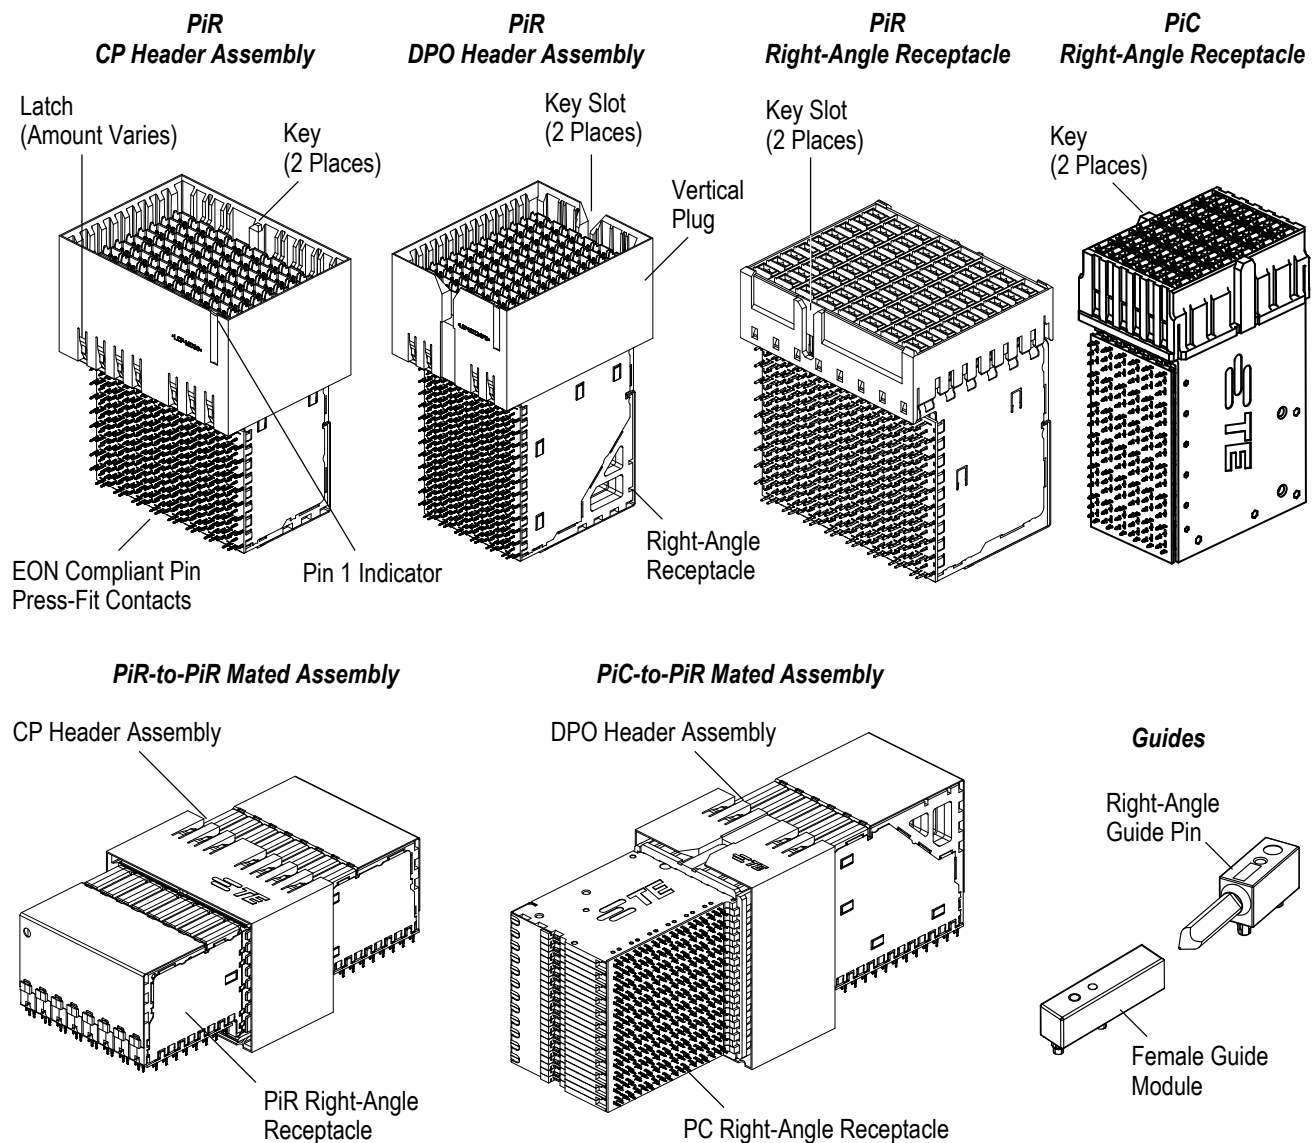 PiR
CP Header Assembly
PiR
DPO Header Assembly
PiR
Right-Angle Receptacle
PiC
Right-Angle Receptacle
Latch
(Amount Varies)
Key
(2 Places)
Key Slot
(2 Places)
Vertical
Plug
Key Slot
(2 Places)
Key
(2 Places)
TE
EON Compliant Pin
Press-Fit Contacts
Pin 1 Indicator
Right-Angle
Receptacle
PiR-to-PiR Mated Assembly
PiC-to-PiR Mated Assembly
CP Header Assembly
DPO Header Assembly
Guides
Right-Angle
Guide Pin
TE
TE
TE
PiR Right-Angle
Receptacle
PC Right-Angle Receptacle
Female Guide
Module